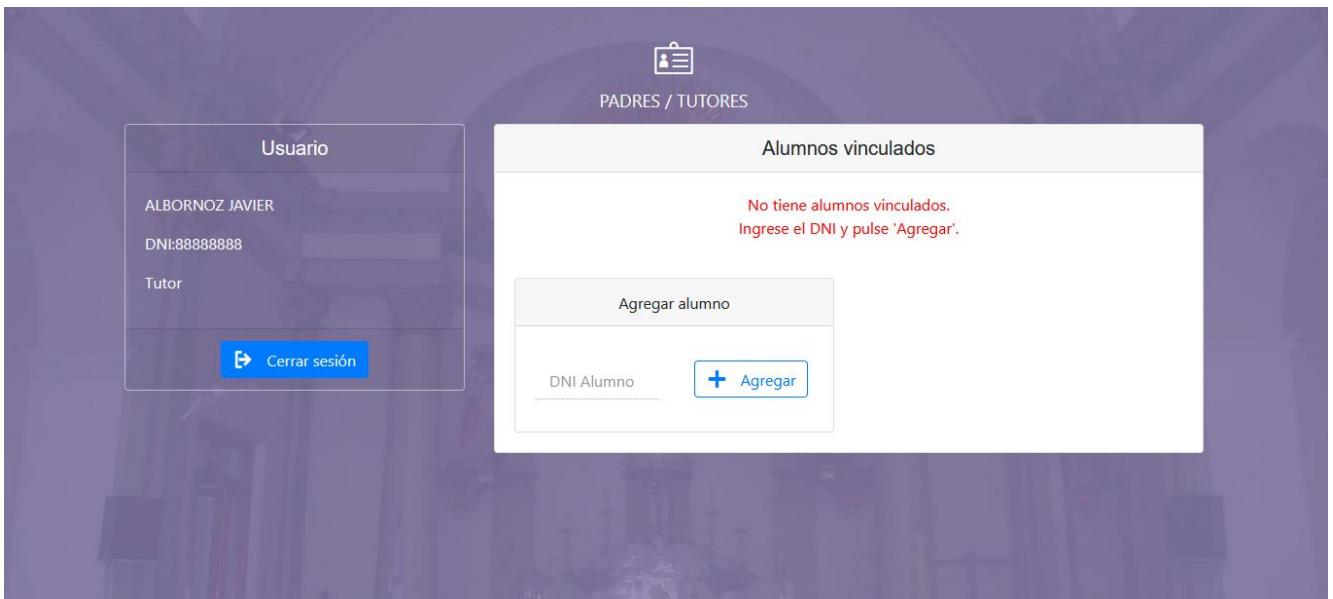 PADRES / TUTORES
Usuario
ALBORNOZ JAVIER
DNI:88888888
Tutor
Cerrar sesión
Alumnos vinculados
No tiene alumnos vinculados.
Ingrese el DNI y pulse 'Agregar'.
Agregar alumno
DNI Alumno
Agregar